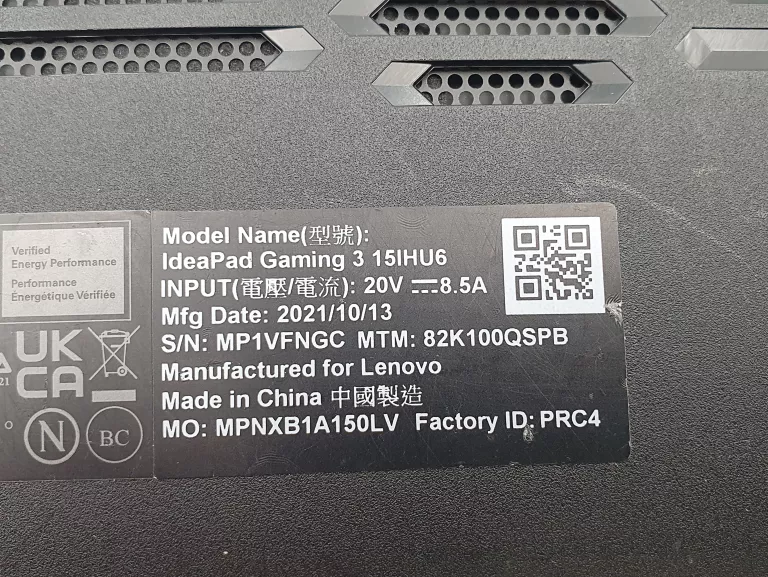 Verified
Energy Performance
Performance
Énergétique Vérifiée
UK
CA
21
N
BC
Model Name(型號):
IdeaPad Gaming 3 15IHU6
INPUT(電壓/電流): 20V ⎓8.5A
Mfg Date: 2021/10/13
S/N: MP1VFNGC MTM: 82K100QSPB
Manufactured for Lenovo
Made in China 中國製造
MO: MPNXB1A150LV Factory ID: PRC4